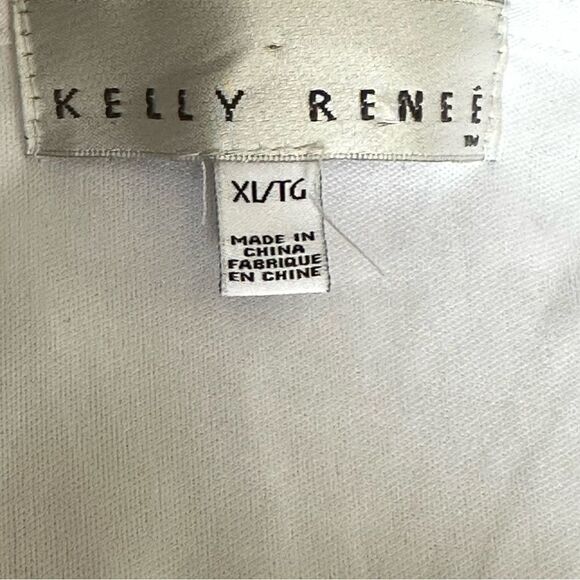 KELLY RENEÉ
TM
XL/TG
MADE IN
CHINA
FABRIQUE
EN CHINE